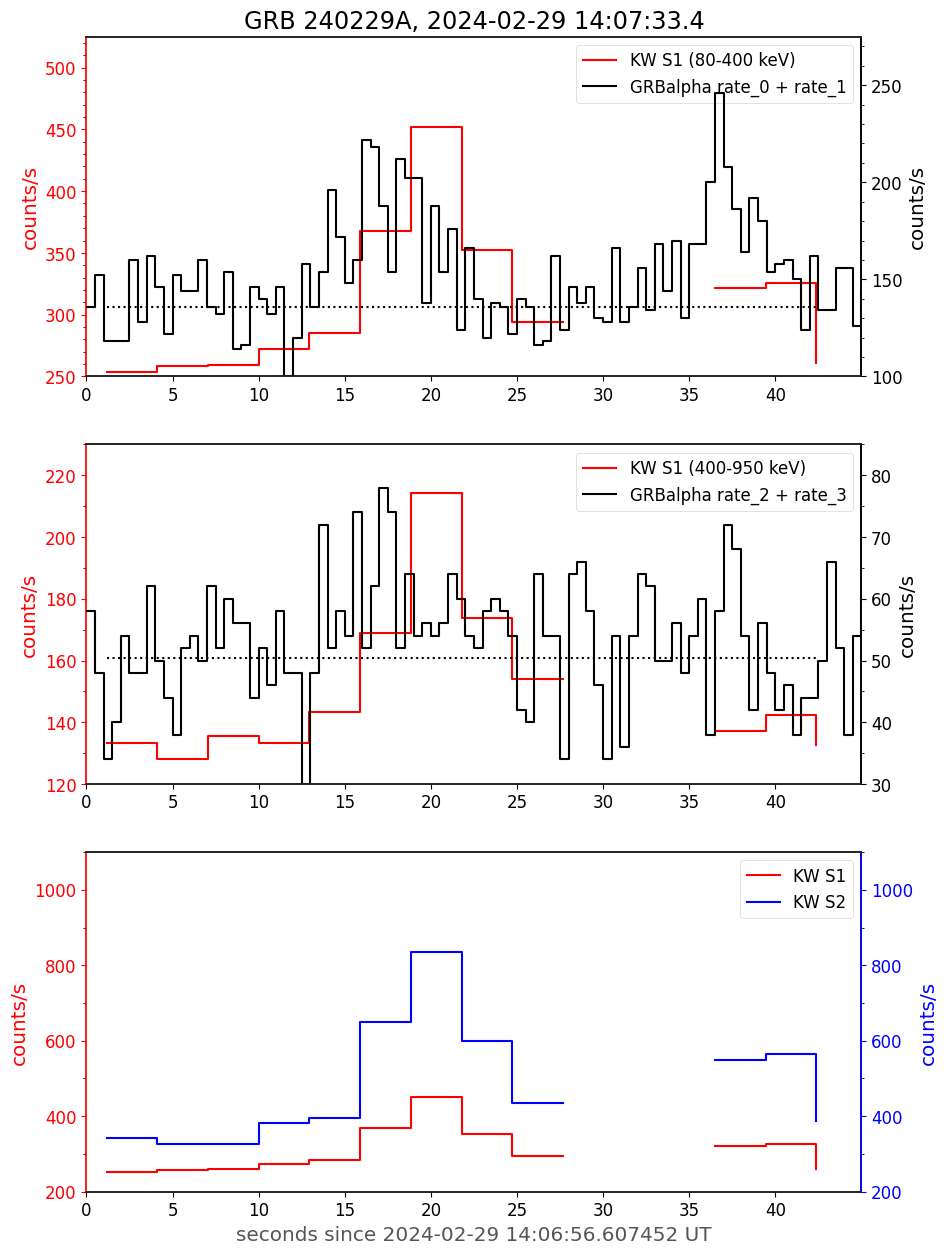 GRB 240229A, 2024-02-29 14:07:33.4
KW S1 (80-400 keV)
GRBalpha rate_0 + rate_1
counts/s
500
450
400
350
300
250
counts/s
250
200
150
100
0 5 10 15 20 25 30 35 40
KW S1 (400-950 keV)
GRBalpha rate_2 + rate_3
counts/s
220
200
180
160
140
120
counts/s
80
70
60
50
40
30
0 5 10 15 20 25 30 35 40
KW S1
KW S2
counts/s
1000
800
600
400
200
counts/s
1000
800
600
400
200
0 5 10 15 20 25 30 35 40
seconds since 2024-02-29 14:06:56.607452 UT